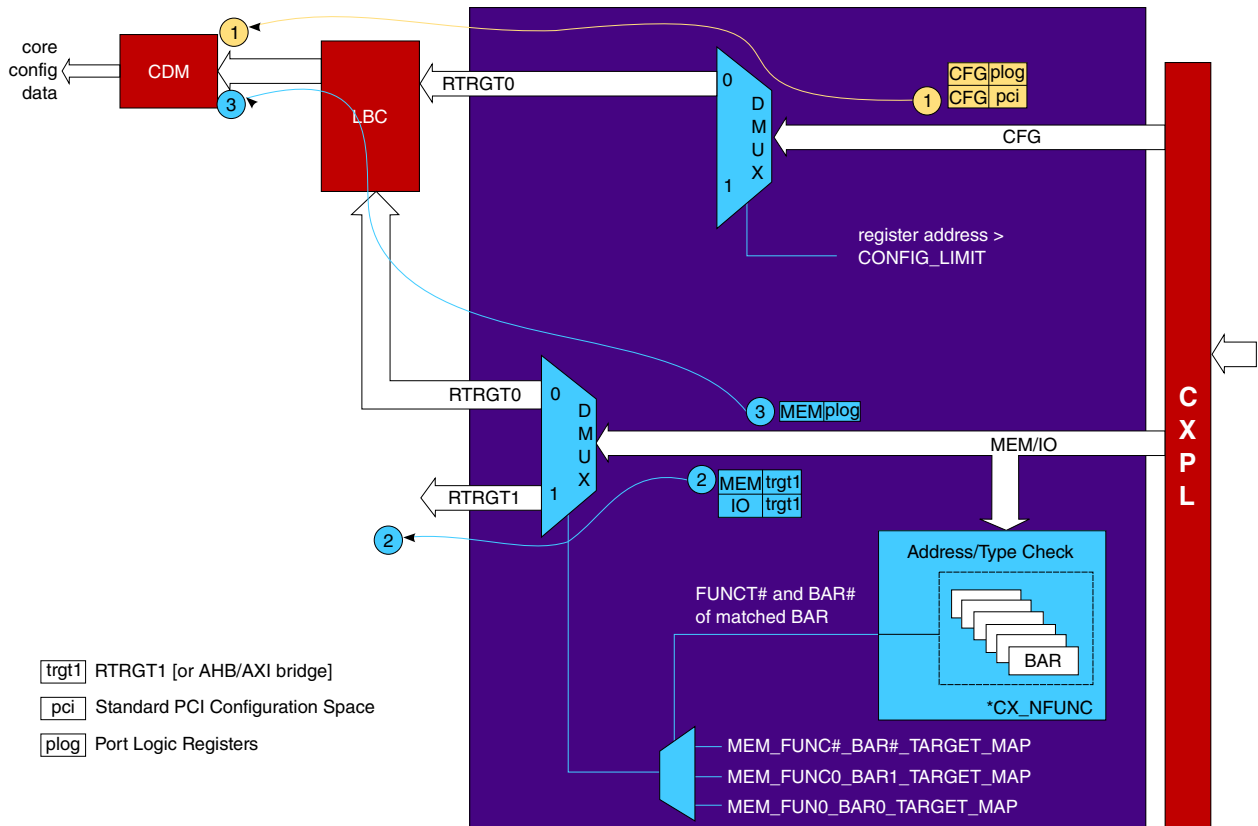 core
config
data
CDM
1
3
LBC
RTRGT0
0
1
D
M
U
X
1
CFG plog
CFG pci
CFG
register address >
CONFIG_LIMIT
RTRGT0
RTRGT1
0
1
D
M
U
X
3
MEM plog
MEM/IO
2
MEM trgt1
IO trgt1
2
C
X
P
L
Address/Type Check
BAR
*CX_NFUNC
FUNCT# and BAR#
of matched BAR
MEM_FUNC#_BAR#_TARGET_MAP
MEM_FUNC0_BAR1_TARGET_MAP
MEM_FUN0_BAR0_TARGET_MAP
trgt1 RTRGT1 [or AHB/AXI bridge]
pci Standard PCI Configuration Space
plog Port Logic Registers